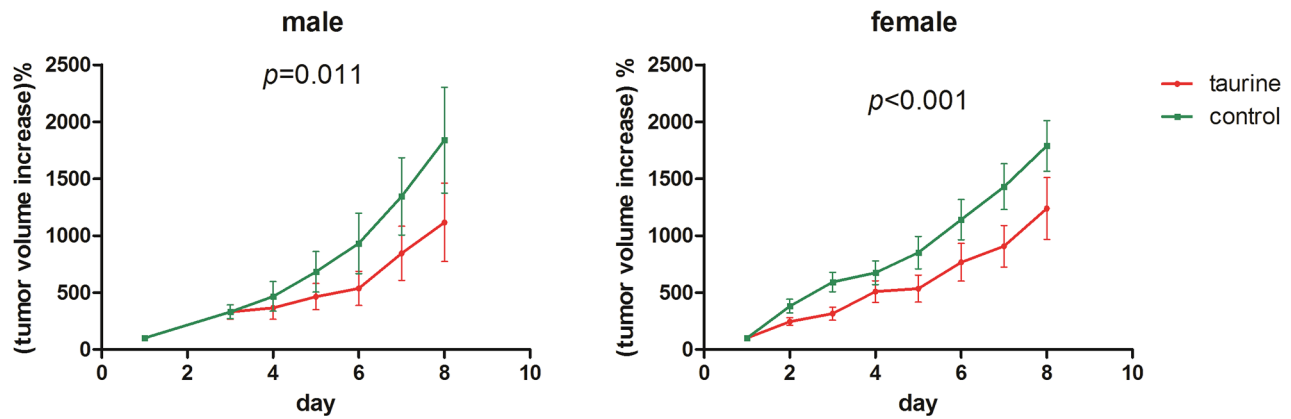 male
p=0.011
(tumor volume increase)%
2500
2000
1500
1000
500
0
0 2 4 6 8 10
day
female
p<0.001
(tumor volume increase) %
2500
2000
1500
1000
500
0
0 2 4 6 8 10
day
taurine
control